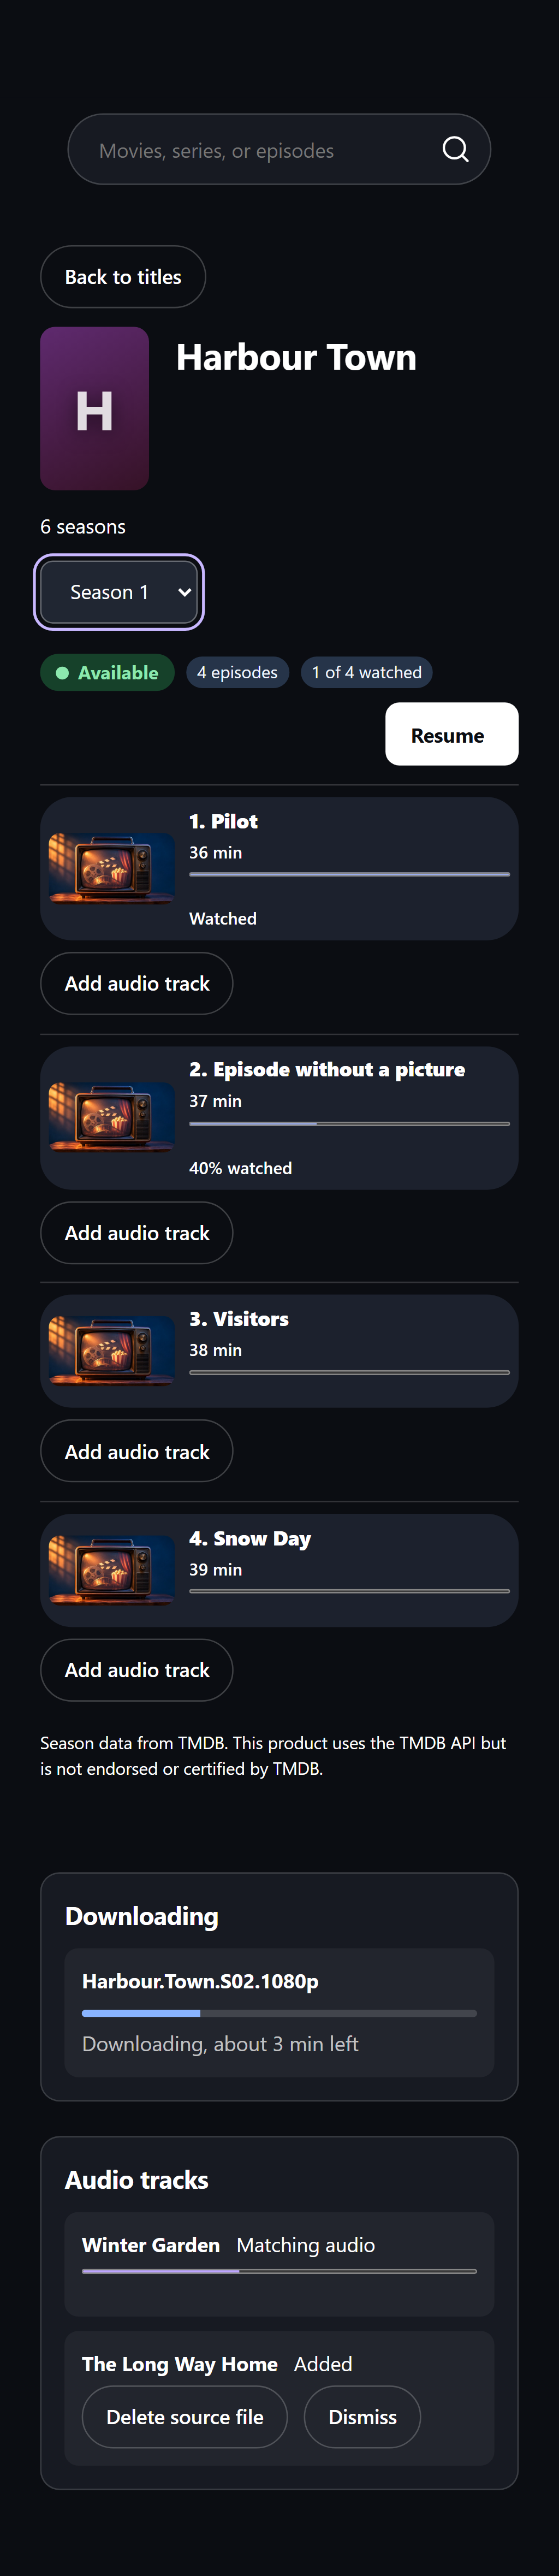 Movies, series, or episodes
Back to titles
H
Harbour Town
6 seasons
Season 1
Available
4 episodes
1 of 4 watched
Resume
1. Pilot
36 min
Watched
Add audio track
2. Episode without a picture
37 min
40% watched
Add audio track
3. Visitors
38 min
Add audio track
4. Snow Day
39 min
Add audio track
Season data from TMDB. This product uses the TMDB API but
is not endorsed or certified by TMDB.
Downloading
Harbour.Town.S02.1080p
Downloading, about 3 min left
Audio tracks
Winter Garden Matching audio
The Long Way Home Added
Delete source file
Dismiss